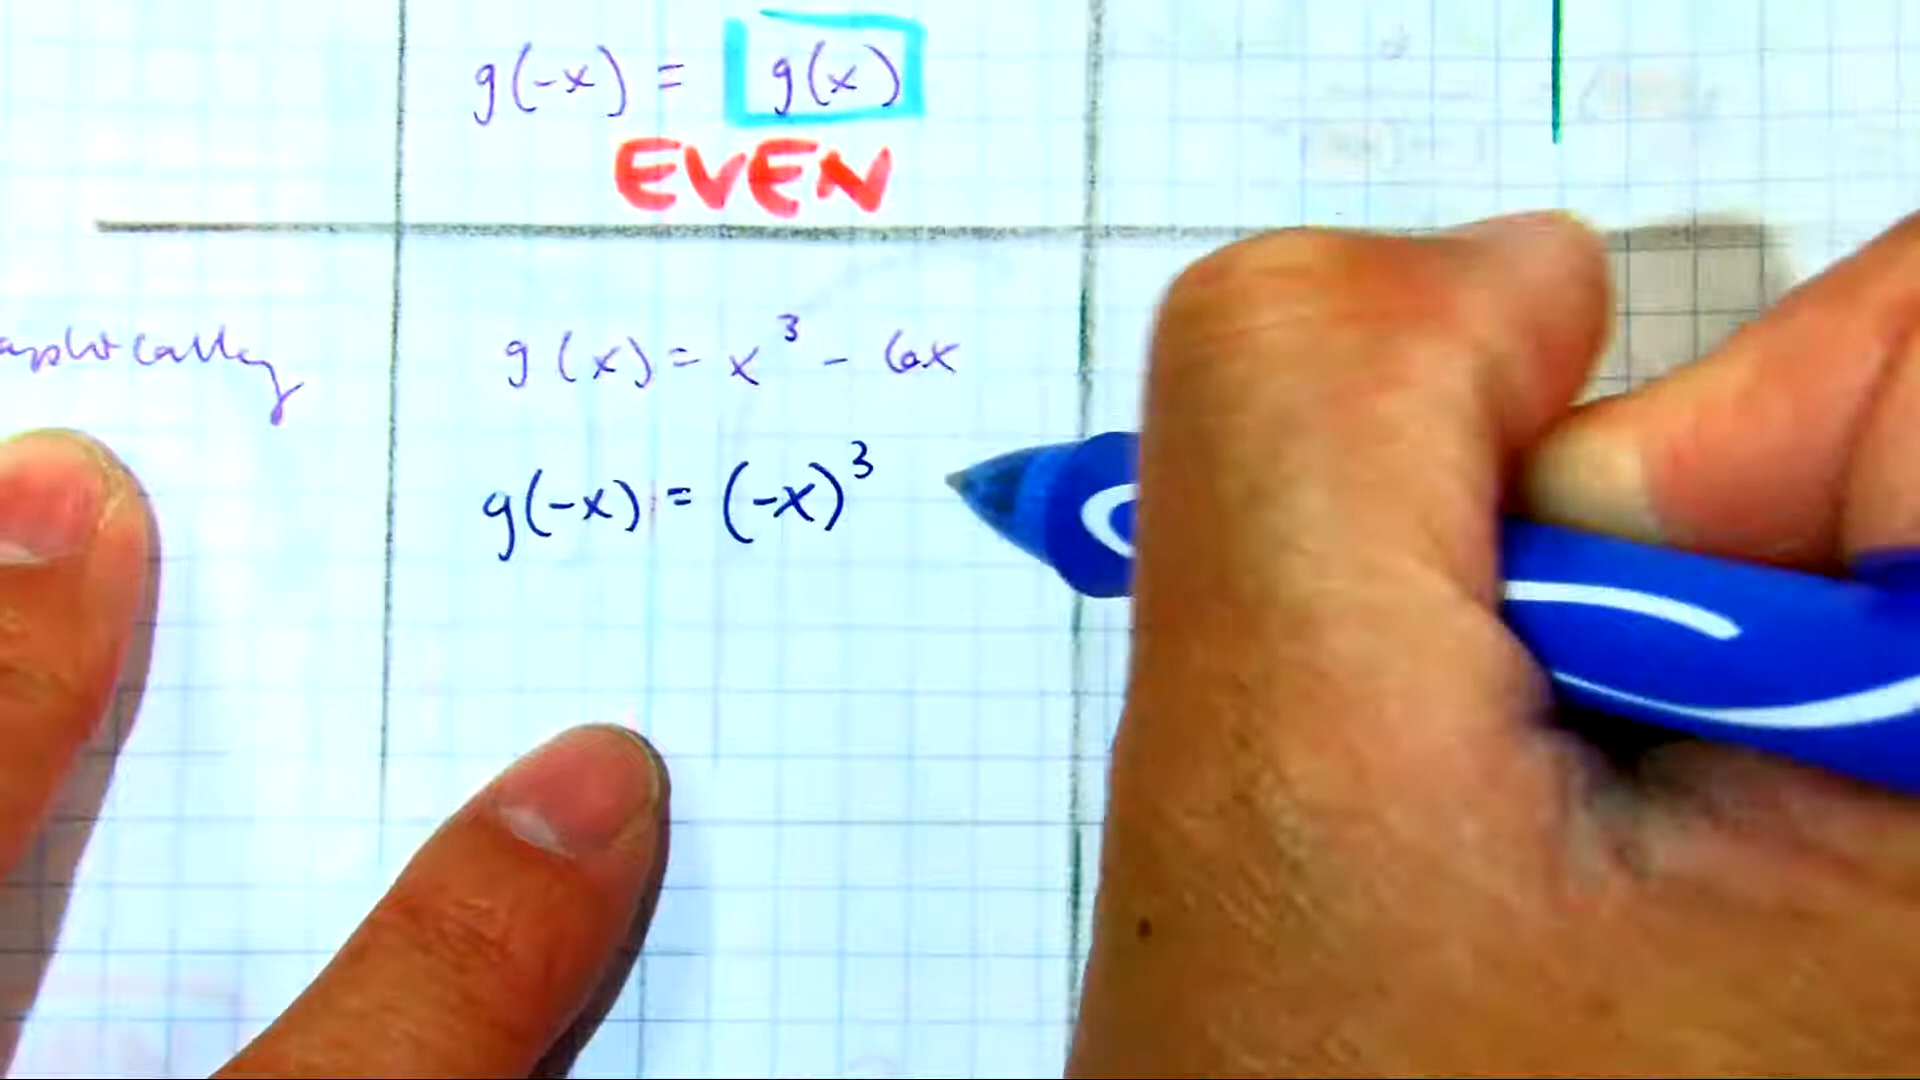 g(-x) = g(x)
EVEN
g(x) = x³ - 6x
g(-x) = (-x)³